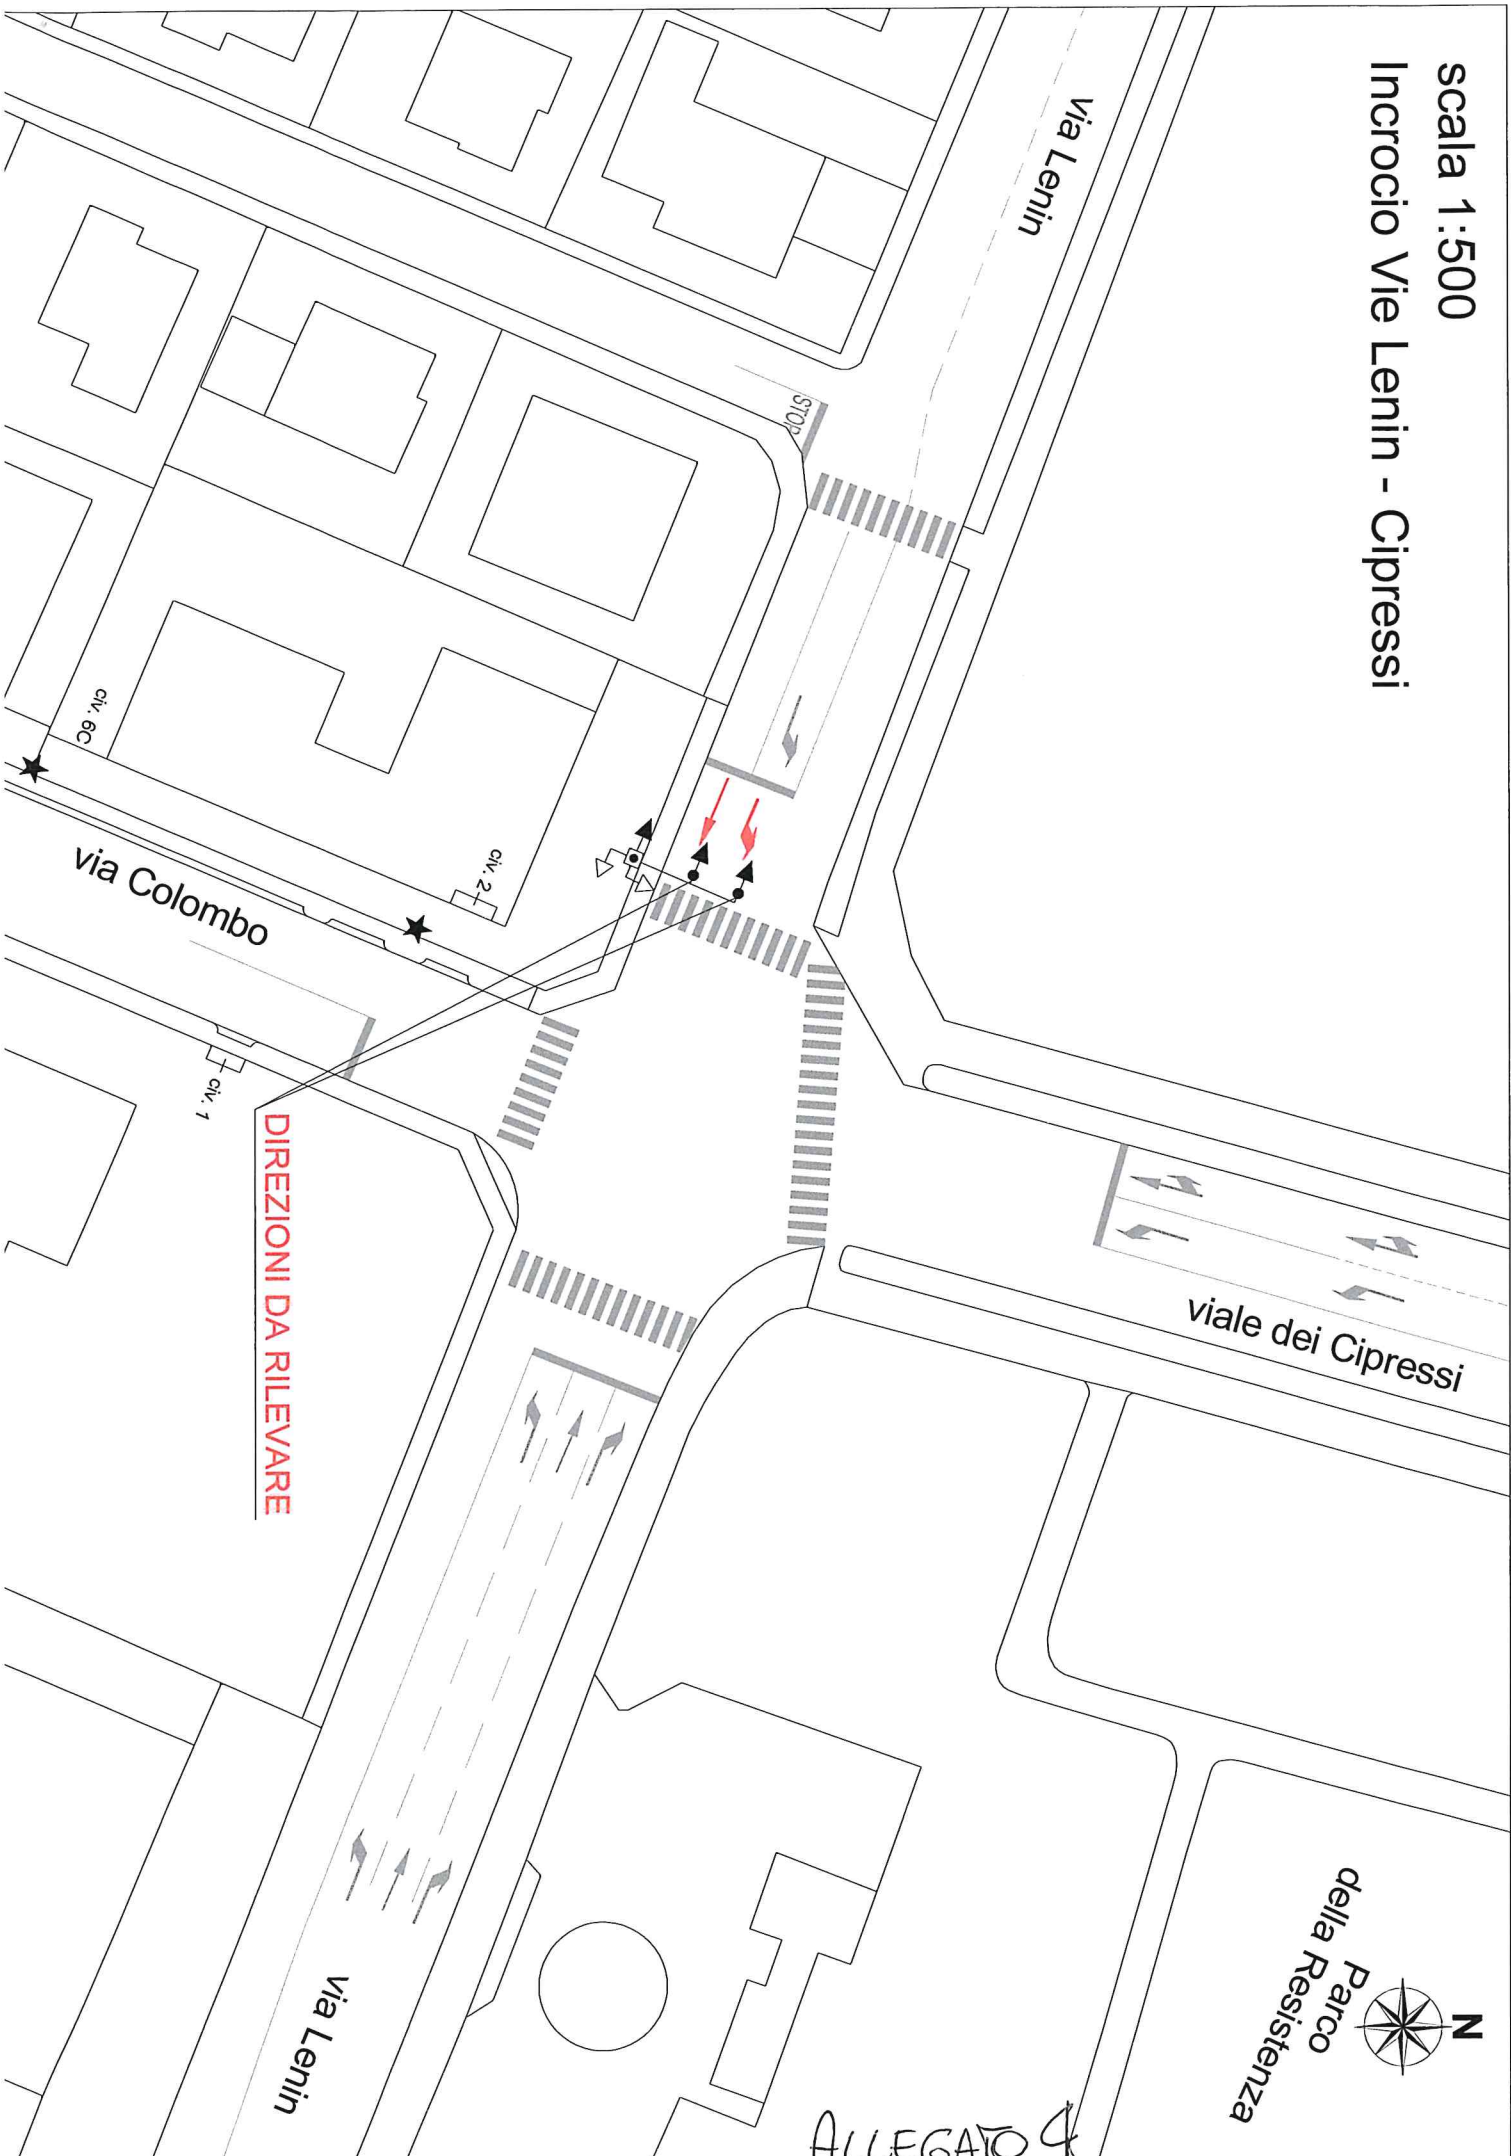 scala 1:500
Incrocio Vie Lenin - Cipressi
via Lenin
STOP
civ. 6C
civ. 2
via Colombo
civ. 1
DIREZIONI DA RILEVARE
viale dei Cipressi
via Lenin
Parco
della Resistenza
N
ALLEGATO 4